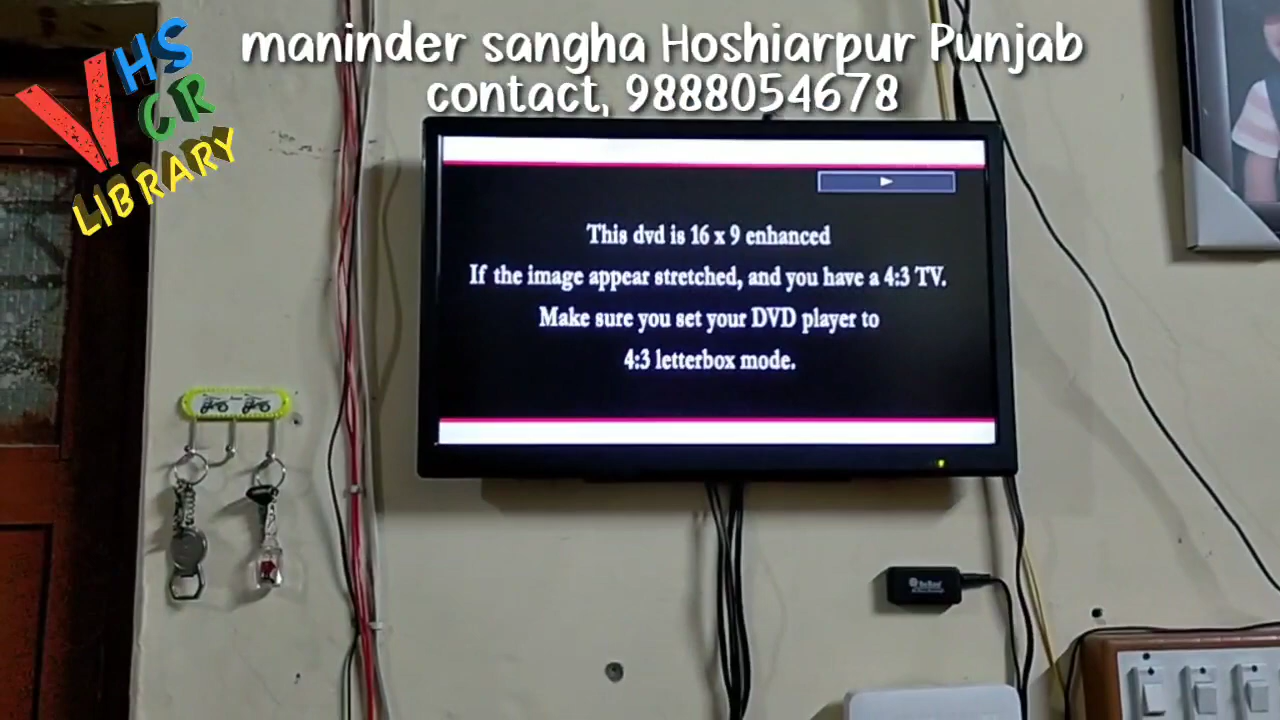 VHS
CR
LIBRARY
maninder sangha Hoshiarpur Punjab
contact, 9888054678
This dvd is 16 x 9 enhanced
If the image appear stretched, and you have a 4:3 TV.
Make sure you set your DVD player to
4:3 letterbox mode.